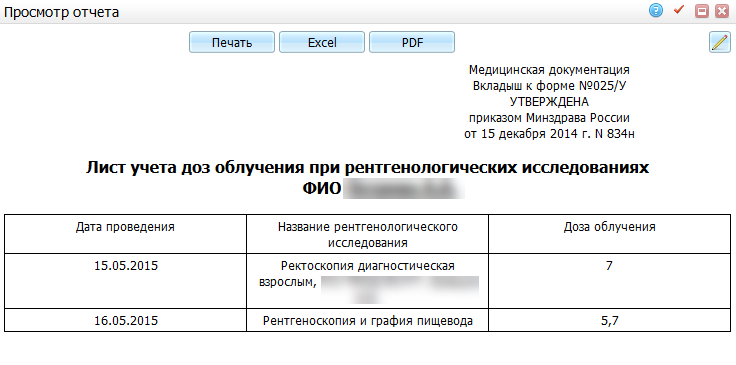 Просмотр отчета
Печать
Excel
PDF
Медицинская документация
Вкладыш к форме №025/У
УТВЕРЖДЕНА
приказом Минздрава России
от 15 декабря 2014 г. N 834н
Лист учета доз облучения при рентгенологических исследованиях
ФИО
Дата проведения
Название рентгенологического
исследования
Доза облучения
15.05.2015
Ректоскопия диагностическая
взрослым,
7
16.05.2015
Рентгеноскопия и графия пищевода
5,7